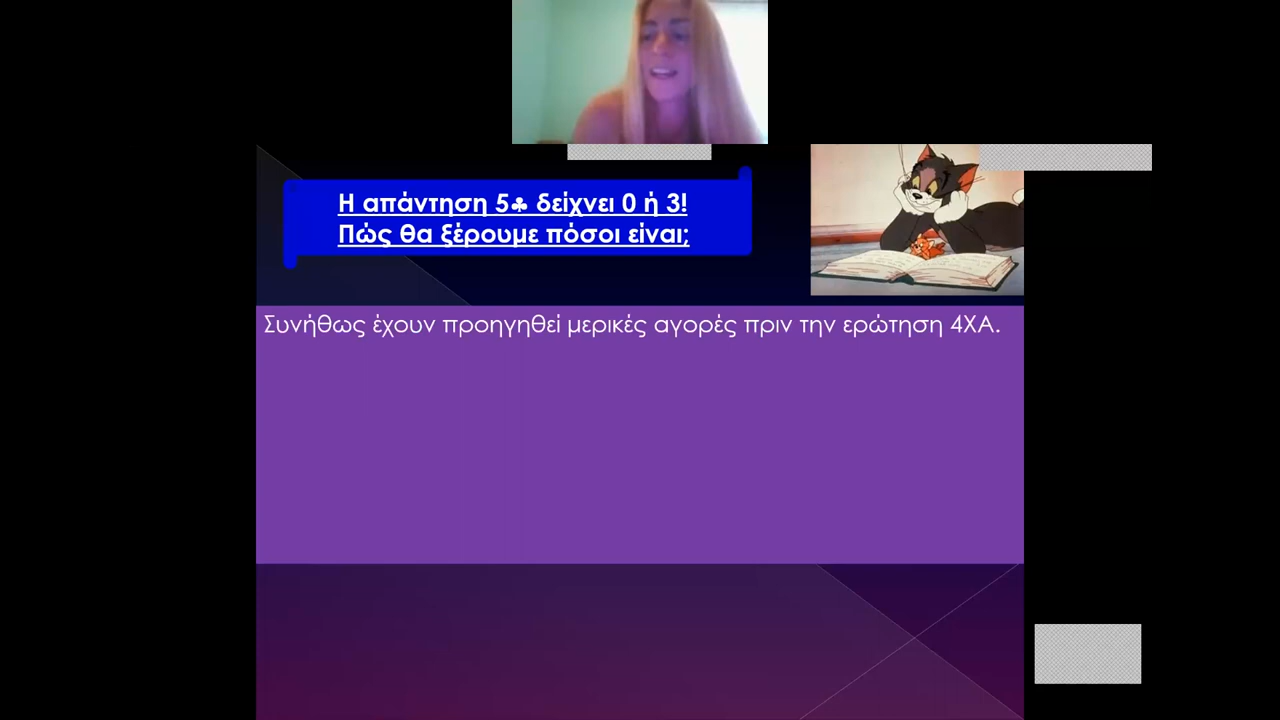 Η απάντηση 5♣ δείχνει 0 ή 3!
Πώς θα ξέρουμε πόσοι είναι;
Συνήθως έχουν προηγηθεί μερικές αγορές πριν την ερώτηση 4ΧΑ.